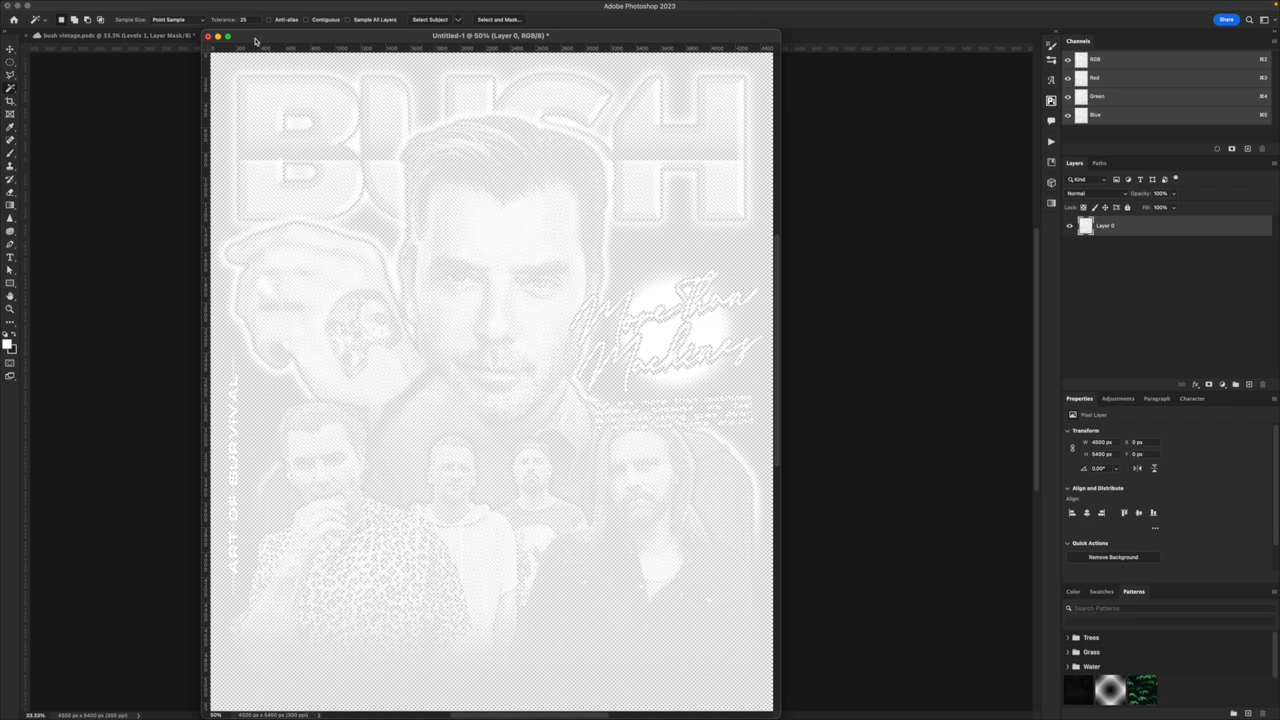 Adobe Photoshop 2023
Sample Size: Point Sample Tolerance: 25 Anti-alias Contiguous Sample All Layers Select Subject Select and Mask... Share
bush vintage.psdc @ 33.3% (Levels 1, Layer Mask/8) *
Untitled-1 @ 50% (Layer 0, RGB/8) *
Channels
RGB ⌘2
Red ⌘3
Green ⌘4
Blue ⌘5
Layers Paths
Kind
Normal Opacity: 100%
Lock: Fill: 100%
Layer 0
BUSH
ART OF SURVIVAL
Properties Adjustments Paragraph Character
Pixel Layer
Transform
W 4500 px X 0 px
H 5400 px Y 0 px
0.00°
Align and Distribute
Align:
...
Quick Actions
Remove Background
Color Swatches Patterns
Search Patterns
Trees
Grass
Water
33.33% 4500 px x 5400 px (300 ppi)
50% 4500 px x 5400 px (300 ppi)